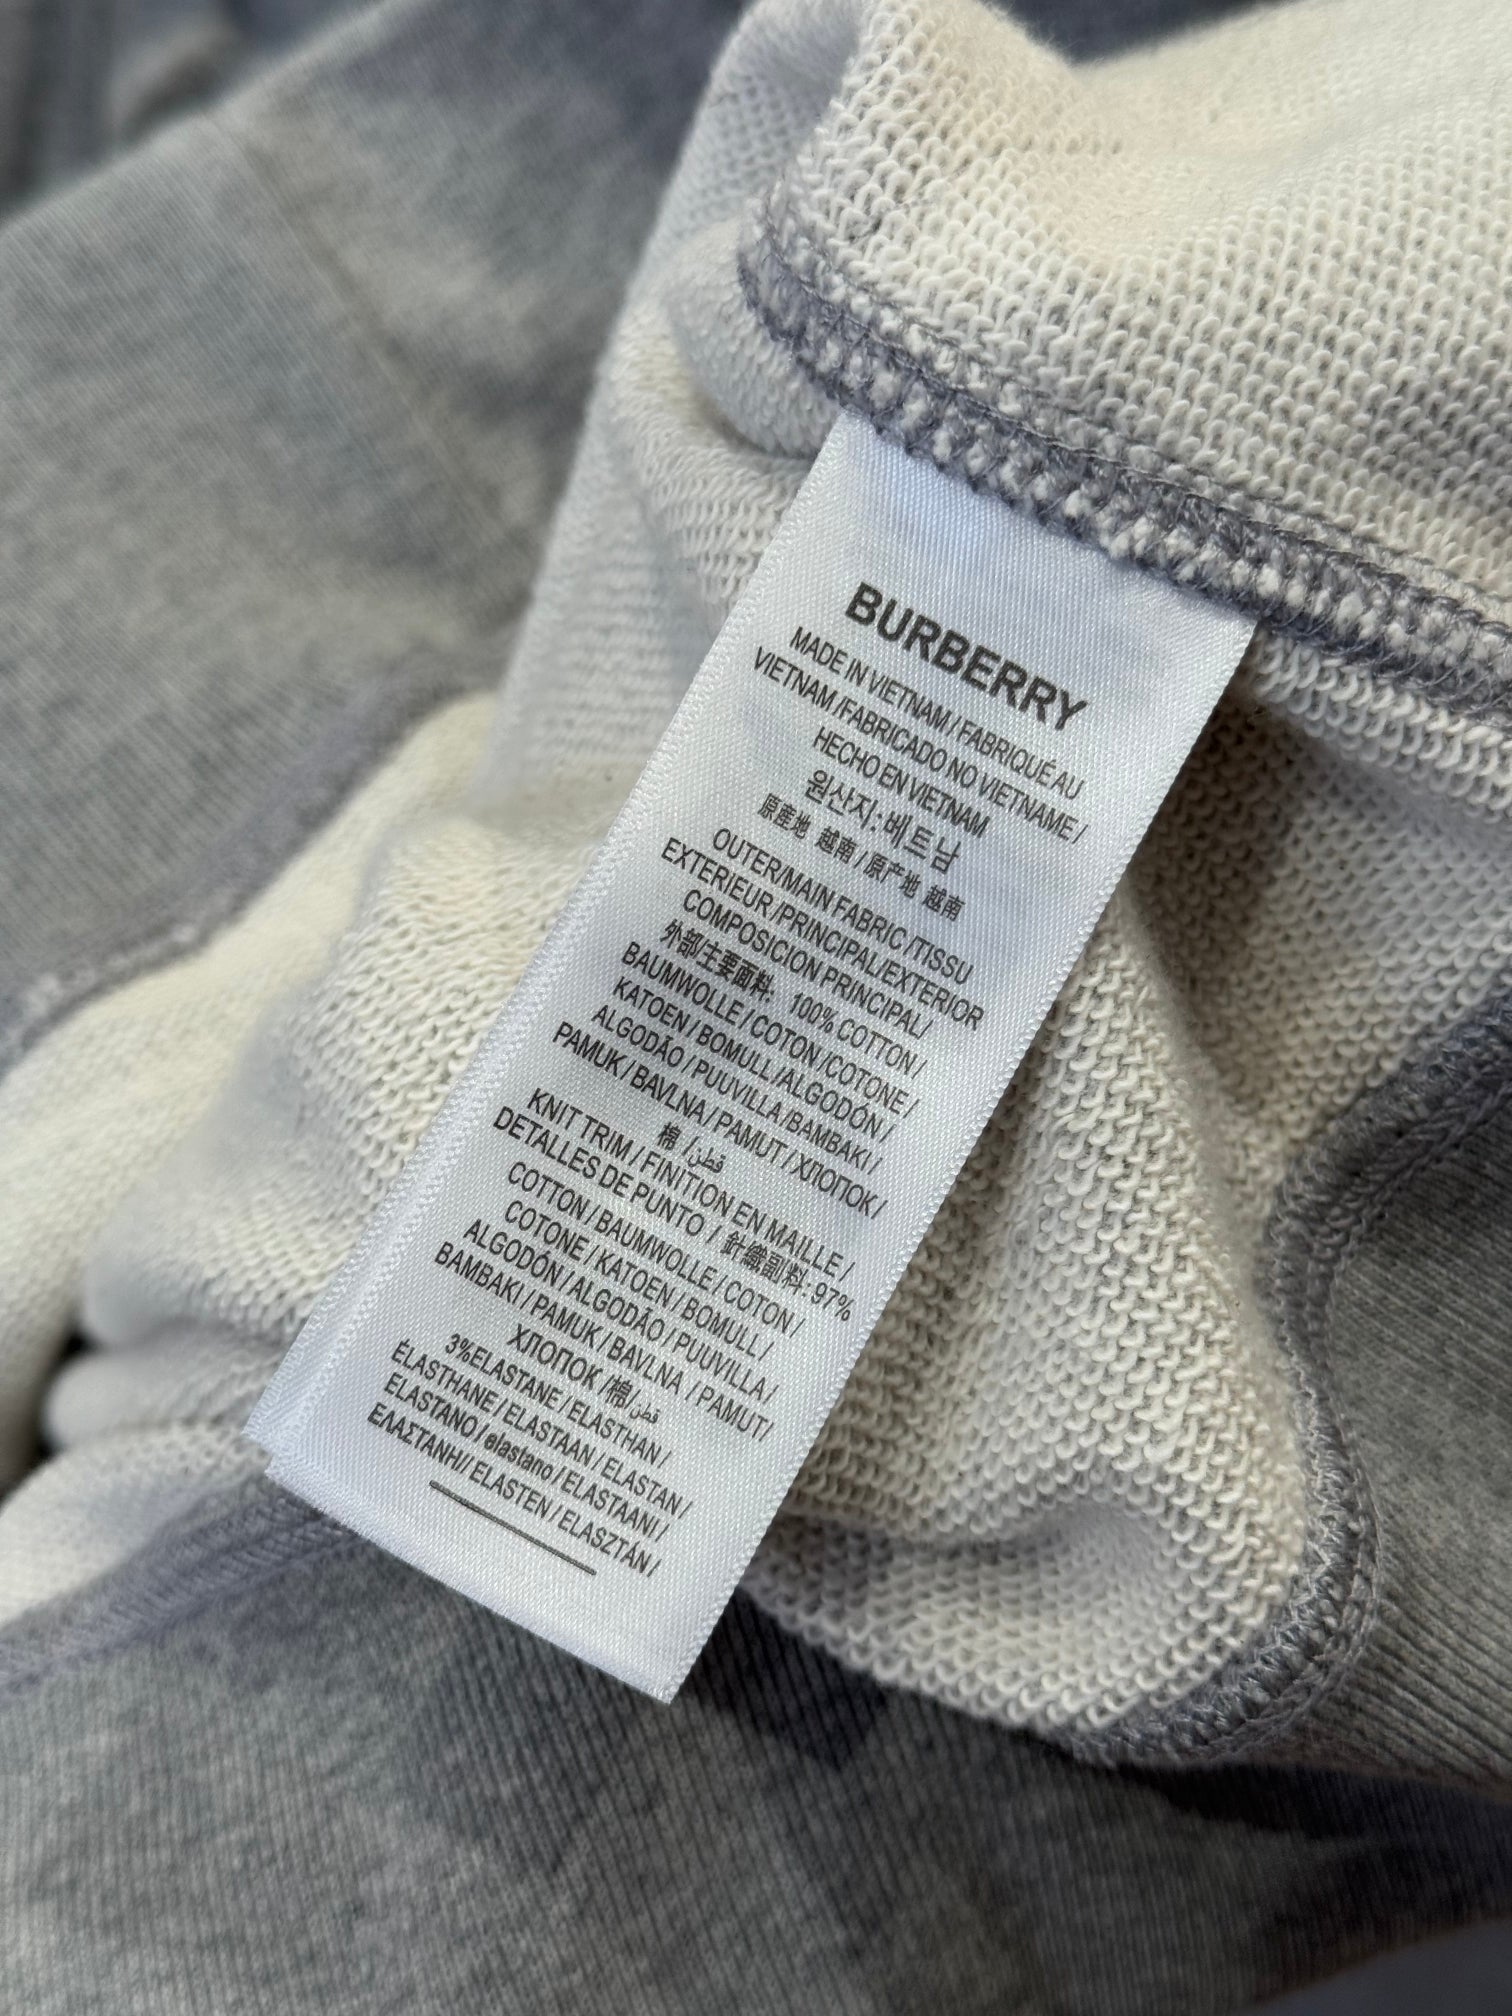 BURBERRY
MADE IN VIETNAM / FABRIQUÉ AU
VIETNAM /FABRICADO NO VIETNAME /
HECHO EN VIETNAM
원산지: 베트남
原産地 越南 / 原产地 越南
OUTER/MAIN FABRIC /TISSU
EXTERIEUR /PRINCIPAL/EXTERIOR
COMPOSICION PRINCIPAL/
外部/主要面料: 100% COTTON /
BAUMWOLLE / COTON /COTONE /
KATOEN / BOMULL /ALGODÓN /
ALGODÃO / PUUVILLA /BAMBAKI /
PAMUK / BAVLNA / PAMUT / ХЛОПОК /
棉 /قطن
KNIT TRIM / FINITION EN MAILLE /
DETALLES DE PUNTO / 針織副料: 97%
COTTON / BAUMWOLLE / COTON /
COTONE / KATOEN / BOMULL /
ALGODÓN / ALGODÃO / PUUVILLA /
BAMBAKI / PAMUK / BAVLNA / PAMUT/
ХЛОПОК /棉/قطن
3%ELASTANE / ELASTHAN /
ÉLASTHANE / ELASTAAN / ELASTAN /
ELASTANO / elastano / ELASTAANI /
ΕΛΑΣΤΑΝΗ// ELASTEN / ELASZTÁN /